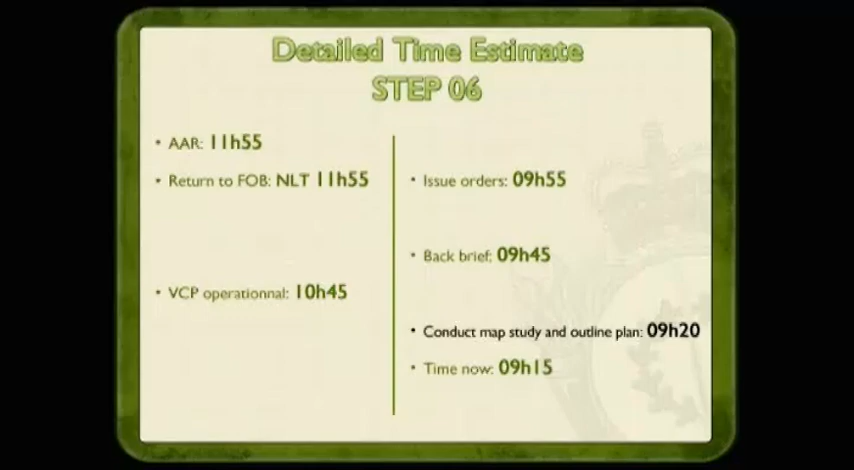 Detailed Time Estimate
STEP 06
• AAR: 11h55
• Return to FOB: NLT 11h55
• VCP operationnal: 10h45
• Issue orders: 09h55
• Back brief: 09h45
• Conduct map study and outline plan: 09h20
• Time now: 09h15